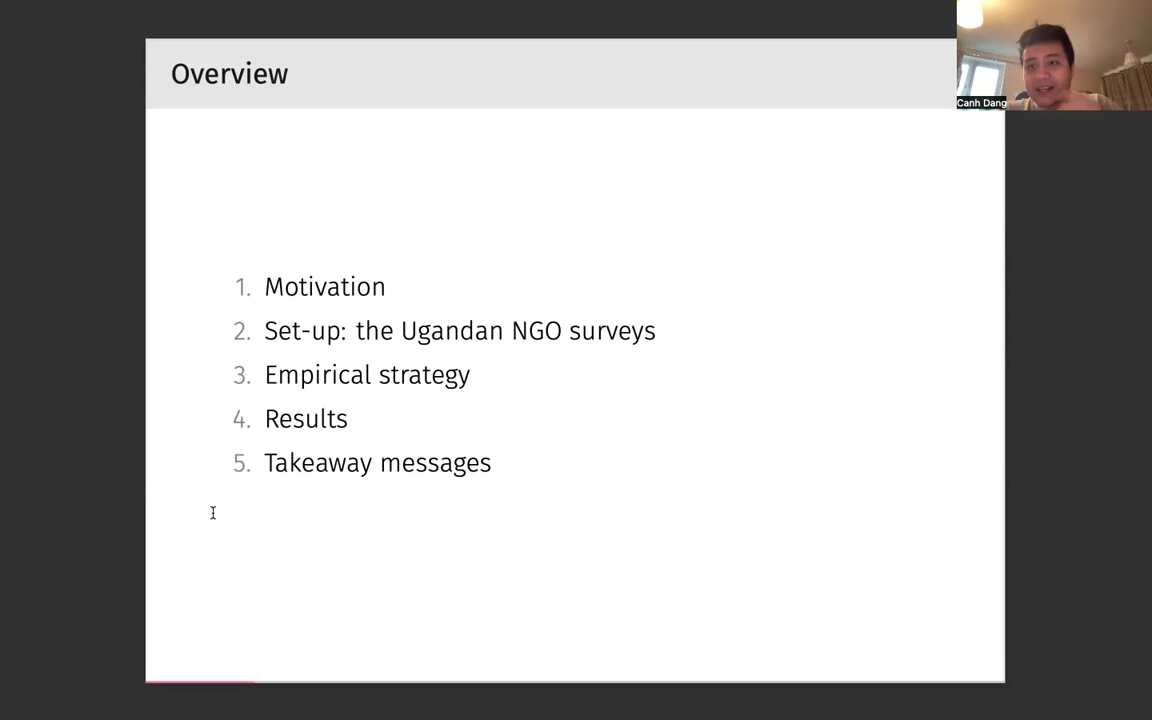 Overview
Canh Dang
1. Motivation
2. Set-up: the Ugandan NGO surveys
3. Empirical strategy
4. Results
5. Takeaway messages